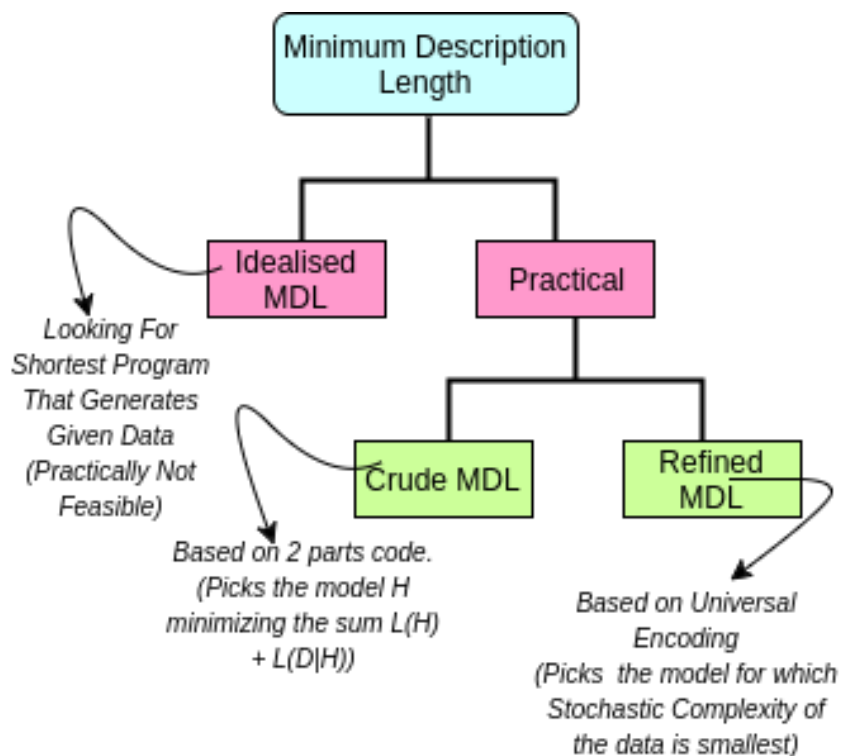 Minimum Description
Length
Idealised
MDL
Practical
Looking For
Shortest Program
That Generates
Given Data
(Practically Not
Feasible)
Crude MDL
Refined
MDL
Based on 2 parts code.
(Picks the model H
minimizing the sum L(H)
+ L(D|H))
Based on Universal
Encoding
(Picks the model for which
Stochastic Complexity of
the data is smallest)